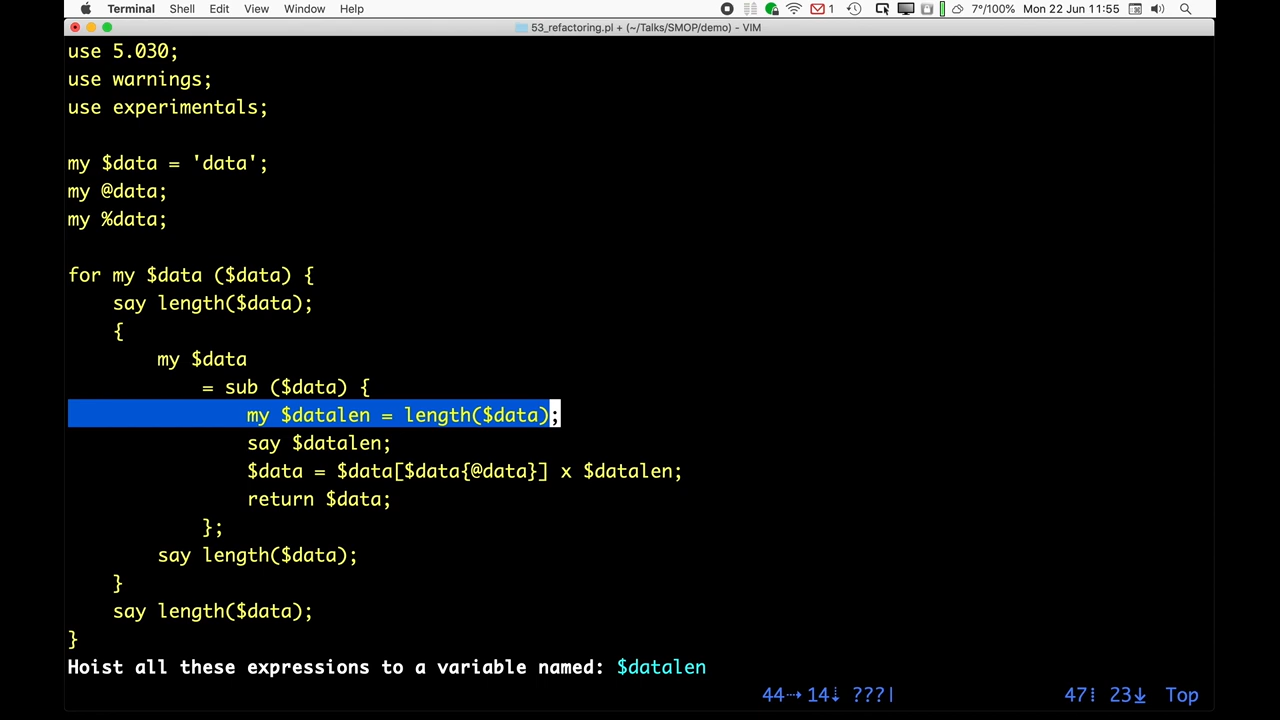 Terminal Shell Edit View Window Help 1 7°/100% Mon 22 Jun 11:55
53_refactoring.pl + (~/Talks/SMOP/demo) - VIM
use 5.030;
use warnings;
use experimentals;
my $data = 'data';
my @data;
my %data;
for my $data ($data) {
say length($data);
{
my $data
= sub ($data) {
my $datalen = length($data);
say $datalen;
$data = $data[$data{@data}] x $datalen;
return $data;
};
say length($data);
}
say length($data);
}
Hoist all these expressions to a variable named: $datalen
44⇢ 14⇣ ???| 47⁞ 23↧ Top